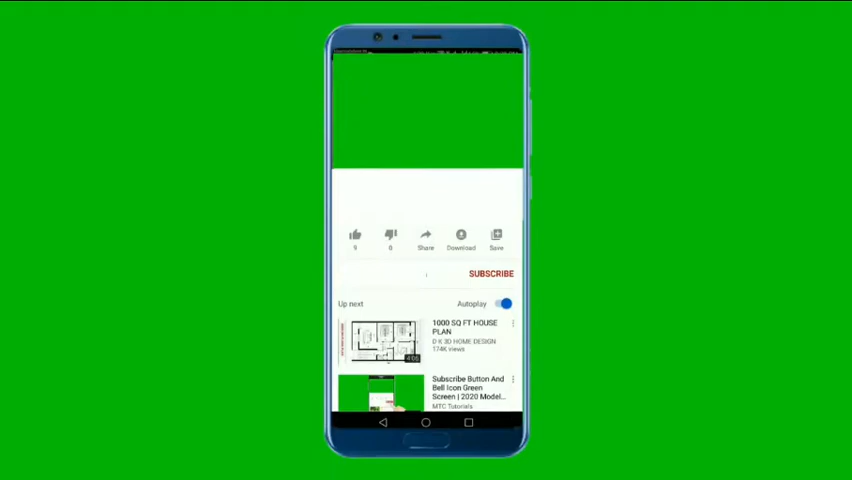 9
0
Share
Download
Save
SUBSCRIBE
Up next
Autoplay
1000 SQ FT HOUSE
PLAN
D K 3D HOME DESIGN
174K views
4:06
Subscribe Button And
Bell Icon Green
Screen | 2020 Model...
MTC Tutorials